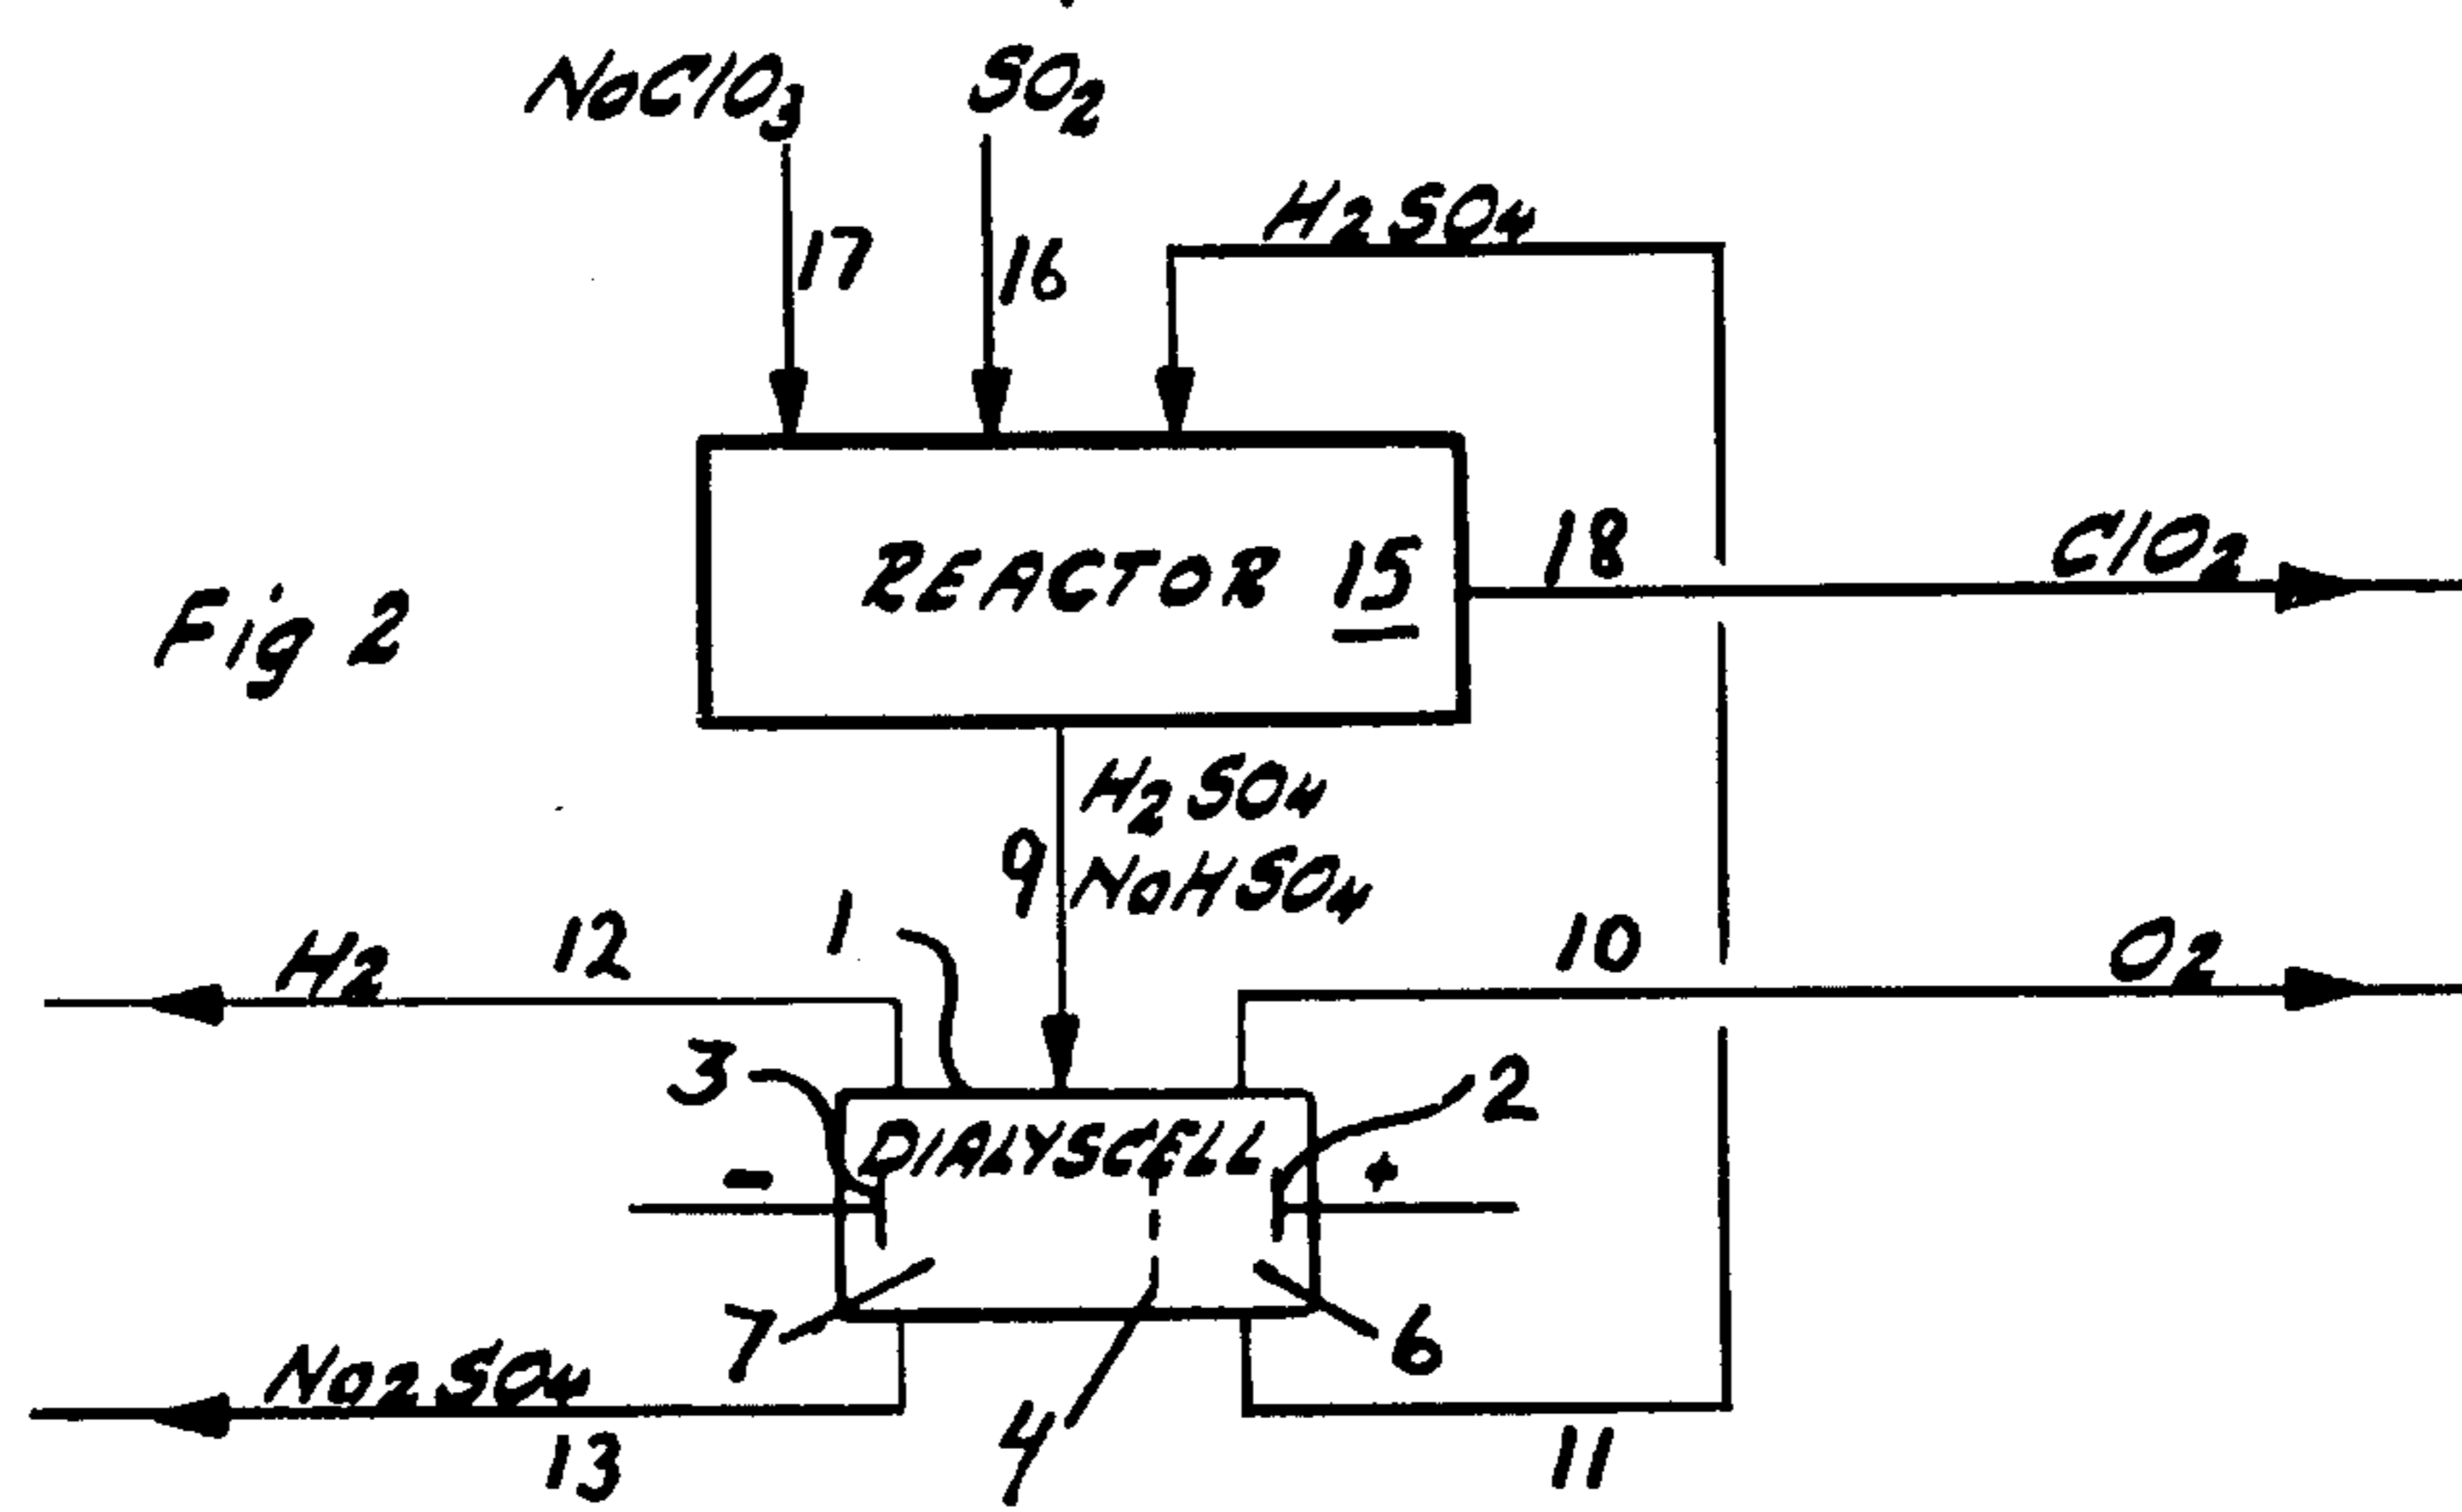 NaClO3 SO2
H2SO4
17 16
18 ClO2
REACTOR 15
Fig 2
H2SO4
9 NaHSO4
H2 12 1 10 O2
3 2
DIALYSCELL
- +
7 6
Na2SO4 4
13 11